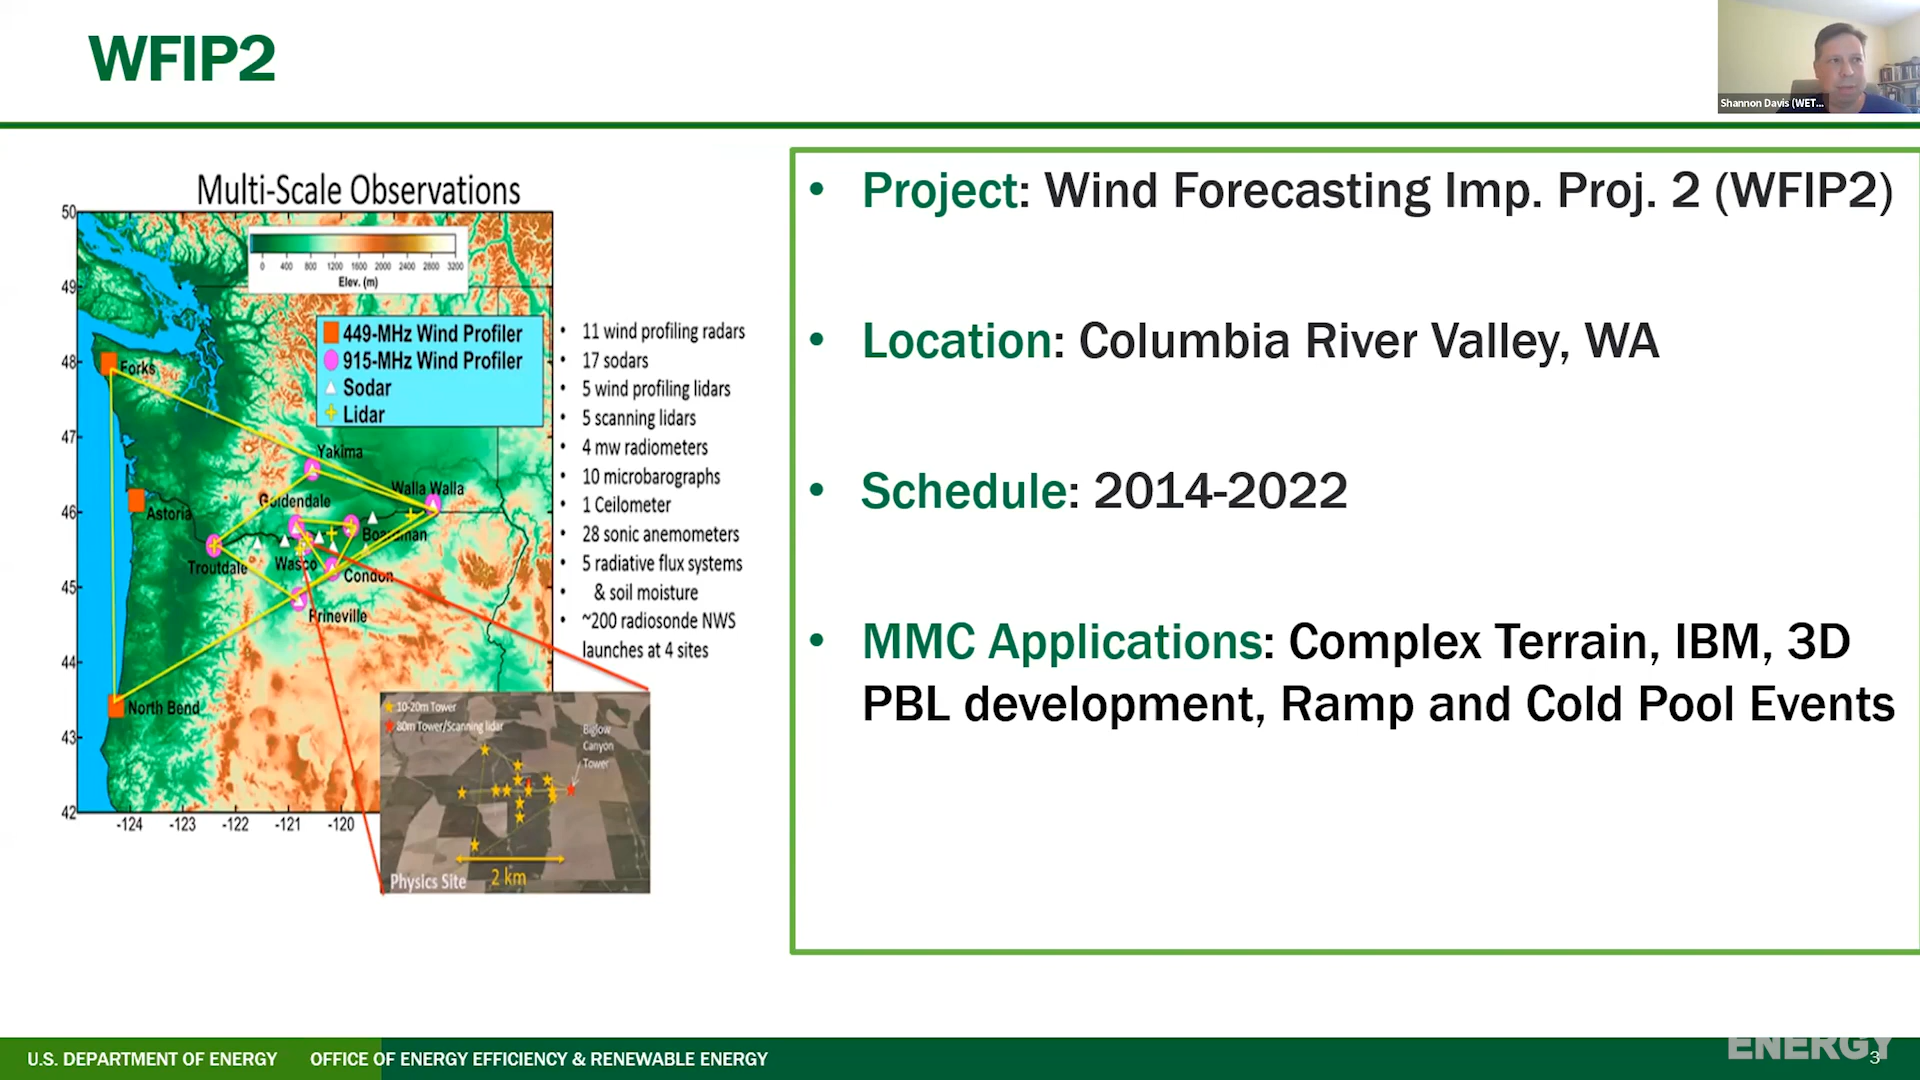 WFIP2
Shannon Davis (WET...
Multi-Scale Observations
50
49
48
47
46
45
44
43
42
-124 -123 -122 -121 -120
0 400 800 1200 1600 2000 2400 2800 3200
Elev. (m)
449-MHz Wind Profiler
915-MHz Wind Profiler
Sodar
Lidar
Forks
Yakima
Goldendale
Walla Walla
Astoria
Boardman
Troutdale
Wasco
Condon
Prineville
North Bend
• 11 wind profiling radars
• 17 sodars
• 5 wind profiling lidars
• 5 scanning lidars
• 4 mw radiometers
• 10 microbarographs
• 1 Ceilometer
• 28 sonic anemometers
• 5 radiative flux systems
& soil moisture
• ~200 radiosonde NWS
launches at 4 sites
10-20m Tower
80m Tower/Scanning lidar
Biglow
Canyon
Tower
2 km
Physics Site
• Project: Wind Forecasting Imp. Proj. 2 (WFIP2)
• Location: Columbia River Valley, WA
• Schedule: 2014-2022
• MMC Applications: Complex Terrain, IBM, 3D
PBL development, Ramp and Cold Pool Events
U.S. DEPARTMENT OF ENERGY OFFICE OF ENERGY EFFICIENCY & RENEWABLE ENERGY
ENERGY
3